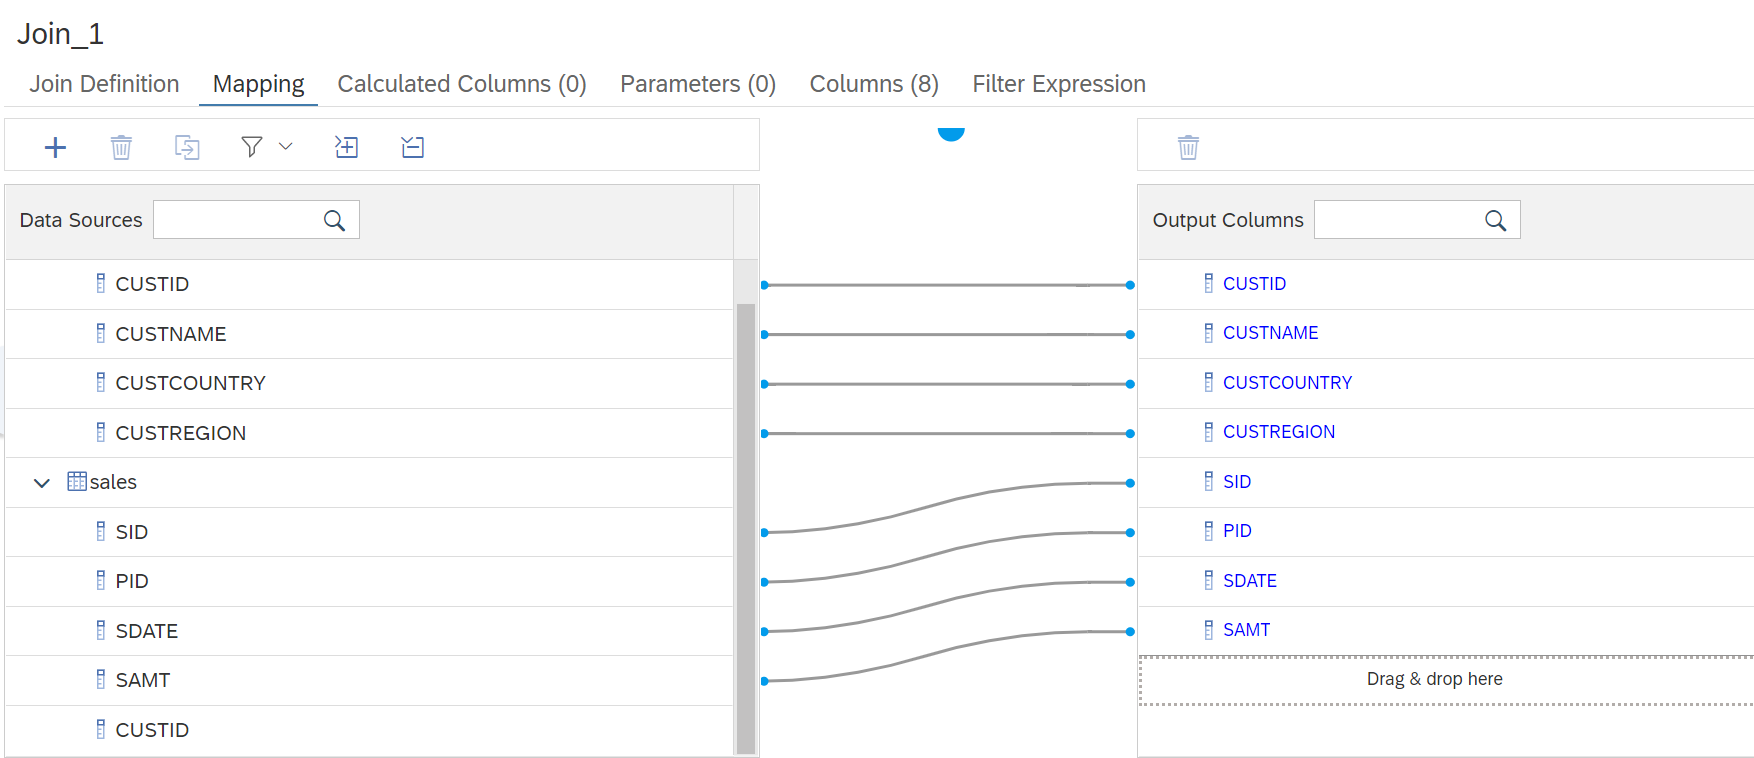 Join_1
Join Definition Mapping Calculated Columns (0) Parameters (0) Columns (8) Filter Expression
Data Sources
CUSTID
CUSTNAME
CUSTCOUNTRY
CUSTREGION
sales
SID
PID
SDATE
SAMT
CUSTID
Output Columns
CUSTID
CUSTNAME
CUSTCOUNTRY
CUSTREGION
SID
PID
SDATE
SAMT
Drag & drop here